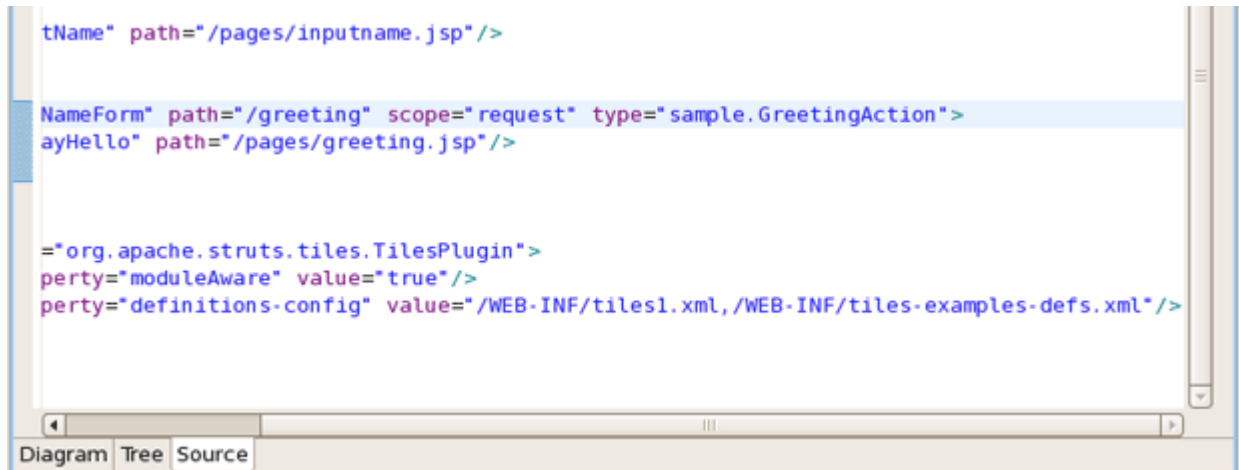 tName" path="/pages/inputname.jsp"/>
NameForm" path="/greeting" scope="request" type="sample.GreetingAction">
ayHello" path="/pages/greeting.jsp"/>
="org.apache.struts.tiles.TilesPlugin">
perty="moduleAware" value="true"/>
perty="definitions-config" value="/WEB-INF/tiles1.xml,/WEB-INF/tiles-examples-defs.xml"/>
Diagram Tree Source